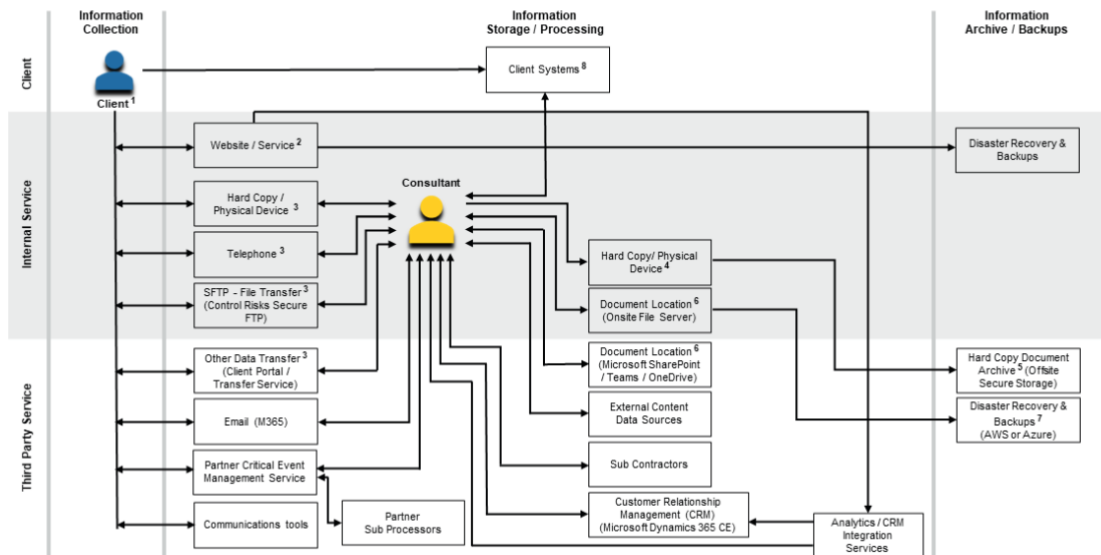 Information
Collection
Information
Storage / Processing
Information
Archive / Backups
Client
Client 1
Client Systems 8
Internal Service
Website / Service 2
Disaster Recovery &
Backups
Consultant
Hard Copy /
Physical Device 3
Telephone 3
Hard Copy/ Physical
Device 4
SFTP - File Transfer 3
(Control Risks Secure
FTP)
Document Location 6
(Onsite File Server)
Third Party Service
Other Data Transfer 3
(Client Portal /
Transfer Service)
Document Location 6
(Microsoft SharePoint
/ Teams / OneDrive)
Hard Copy Document
Archive 5 (Offsite
Secure Storage)
Email (M365)
External Content
Data Sources
Disaster Recovery &
Backups 7
(AWS or Azure)
Partner Critical Event
Management Service
Sub Contractors
Communications tools
Partner
Sub Processors
Customer Relationship
Management (CRM)
(Microsoft Dynamics 365 CE)
Analytics / CRM
Integration
Services